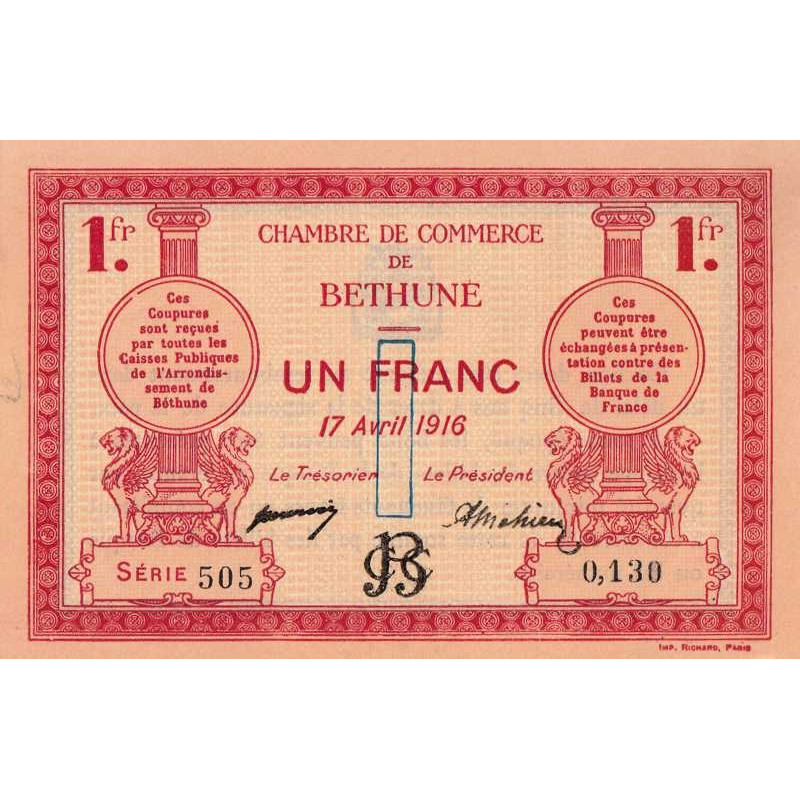 1.fr
CHAMBRE DE COMMERCE
DE
BETHUNE
1.fr
Ces
Coupures
sont reçues
par toutes les
Caisses Publiques
de l'Arrondis-
sement de
Béthune
Ces
Coupures
peuvent être
échangées à présen-
tation contre des
Billets de la
Banque de
France
UN FRANC
17 Avril 1916
Le Trésorier
Le Président
SÉRIE 505
0,130
IMP. RICHARD, PARIS